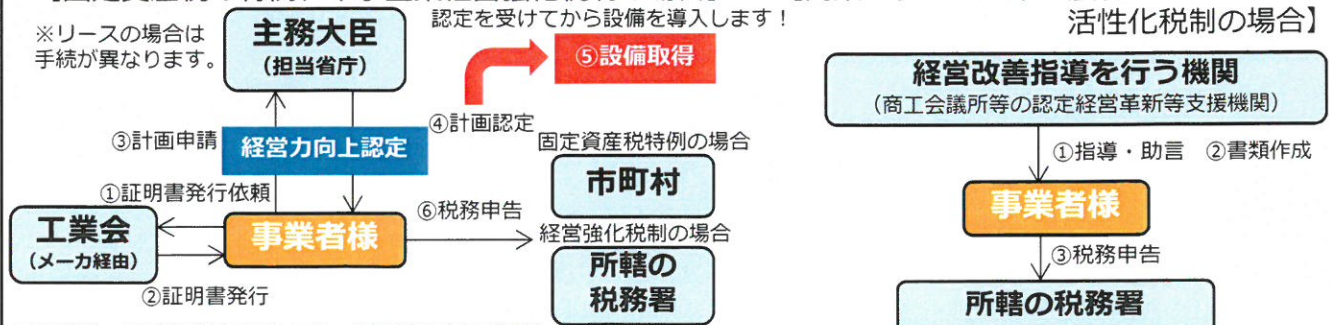 認定を受けてから設備を導入します！
活性化税制の場合】
※リースの場合は
手続が異なります。
主務大臣
(担当省庁)
⑤設備取得
④計画認定
③計画申請
経営力向上認定
①証明書発行依頼
工業会
(メーカ経由)
事業者様
②証明書発行
⑥税務申告
固定資産税特例の場合
市町村
経営強化税制の場合
所轄の
税務署
経営改善指導を行う機関
(商工会議所等の認定経営革新等支援機関)
①指導・助言 ②書類作成
事業者様
③税務申告
所轄の税務署